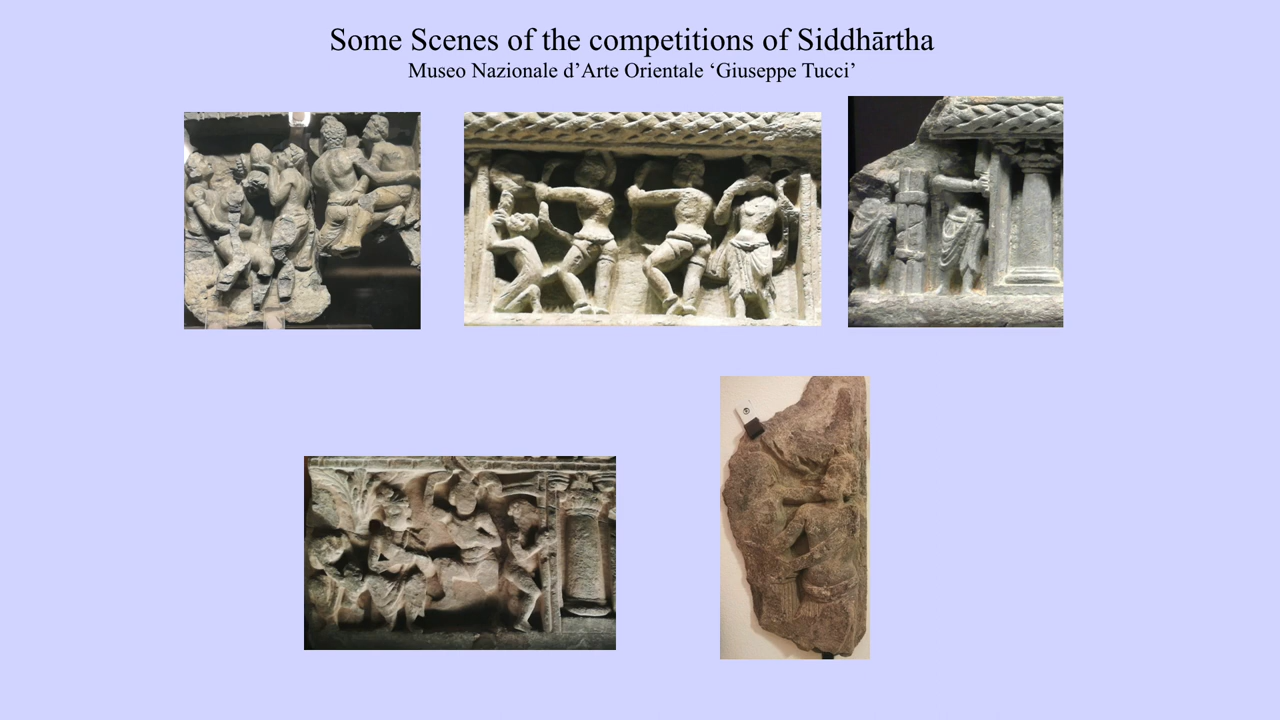 Some Scenes of the competitions of Siddhārtha
Museo Nazionale d’Arte Orientale ‘Giuseppe Tucci’